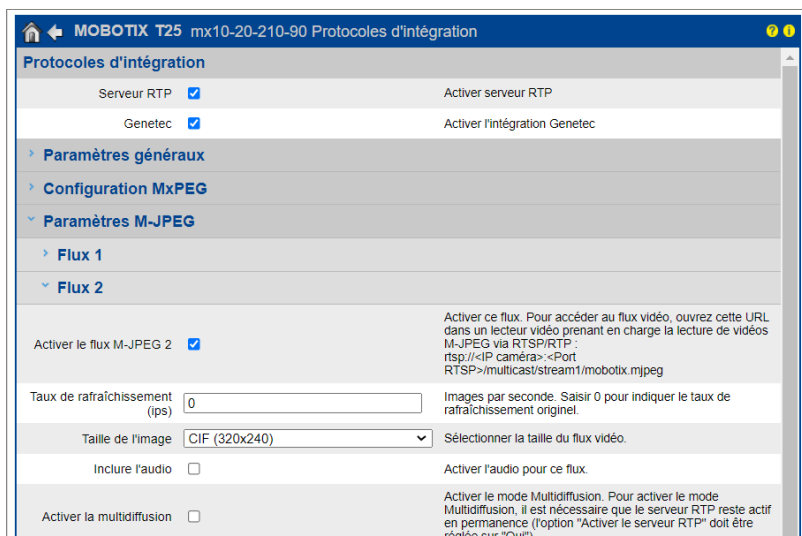 MOBOTIX T25 mx10-20-210-90 Protocoles d'intégration
Protocoles d'intégration
Serveur RTP Activer serveur RTP
Genetec Activer l'intégration Genetec
Paramètres généraux
Configuration MxPEG
Paramètres M-JPEG
Flux 1
Flux 2
Activer le flux M-JPEG 2
Activer ce flux. Pour accéder au flux vidéo, ouvrez cette URL
dans un lecteur vidéo prenant en charge la lecture de vidéos
M-JPEG via RTSP/RTP :
rtsp://<IP caméra>:<Port
RTSP>/multicast/stream1/mobotix.mjpeg
Taux de rafraîchissement
(ips)
0
Images par seconde. Saisir 0 pour indiquer le taux de
rafraîchissement originel.
Taille de l'image CIF (320x240) Sélectionner la taille du flux vidéo.
Inclure l'audio Activer l'audio pour ce flux.
Activer la multidiffusion
Activer le mode Multidiffusion. Pour activer le mode
Multidiffusion, il est nécessaire que le serveur RTP reste actif
en permanence (l'option "Activer le serveur RTP" doit être
réglée sur "Oui")